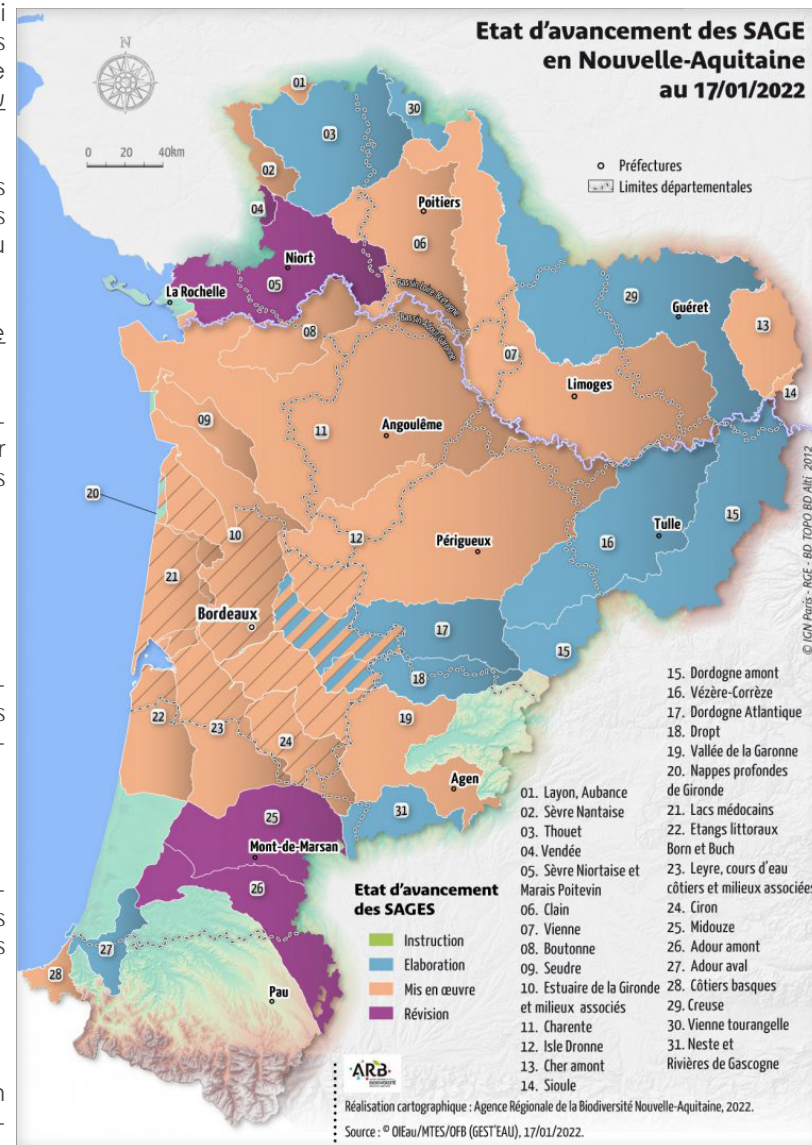 Etat d'avancement des SAGE
en Nouvelle-Aquitaine
au 17/01/2022
N
0 20 40km
Préfectures
Limites départementales
01
30
03
02
Poitiers
04
06
Niort
05
La Rochelle
Bassin Loire-Bretagne
Bassin Adour-Garonne
29
Guéret
13
08
07
14
Limoges
09
11
Angoulême
20
10
12
Périgueux
16
Tulle
15
21
Bordeaux
17
15
18
22
23
24
19
Agen
31
25
Mont-de-Marsan
26
27
28
Pau
© IGN Paris - RGE - BD TOPO BD Alti 2012
Etat d'avancement
des SAGES
Instruction
Elaboration
Mis en œuvre
Révision
01. Layon, Aubance
02. Sèvre Nantaise
03. Thouet
04. Vendée
05. Sèvre Niortaise et
Marais Poitevin
06. Clain
07. Vienne
08. Boutonne
09. Seudre
10. Estuaire de la Gironde
et milieux associés
11. Charente
12. Isle Dronne
13. Cher amont
14. Sioule
15. Dordogne amont
16. Vézère-Corrèze
17. Dordogne Atlantique
18. Dropt
19. Vallée de la Garonne
20. Nappes profondes
de Gironde
21. Lacs médocains
22. Etangs littoraux
Born et Buch
23. Leyre, cours d'eau
côtiers et milieux associées
24. Ciron
25. Midouze
26. Adour amont
27. Adour aval
28. Côtiers basques
29. Creuse
30. Vienne tourangelle
31. Neste et
Rivières de Gascogne
ARB
Réalisation cartographique : Agence Régionale de la Biodiversité Nouvelle-Aquitaine, 2022.
Source : © OIEau/MTES/OFB (GEST'EAU), 17/01/2022.